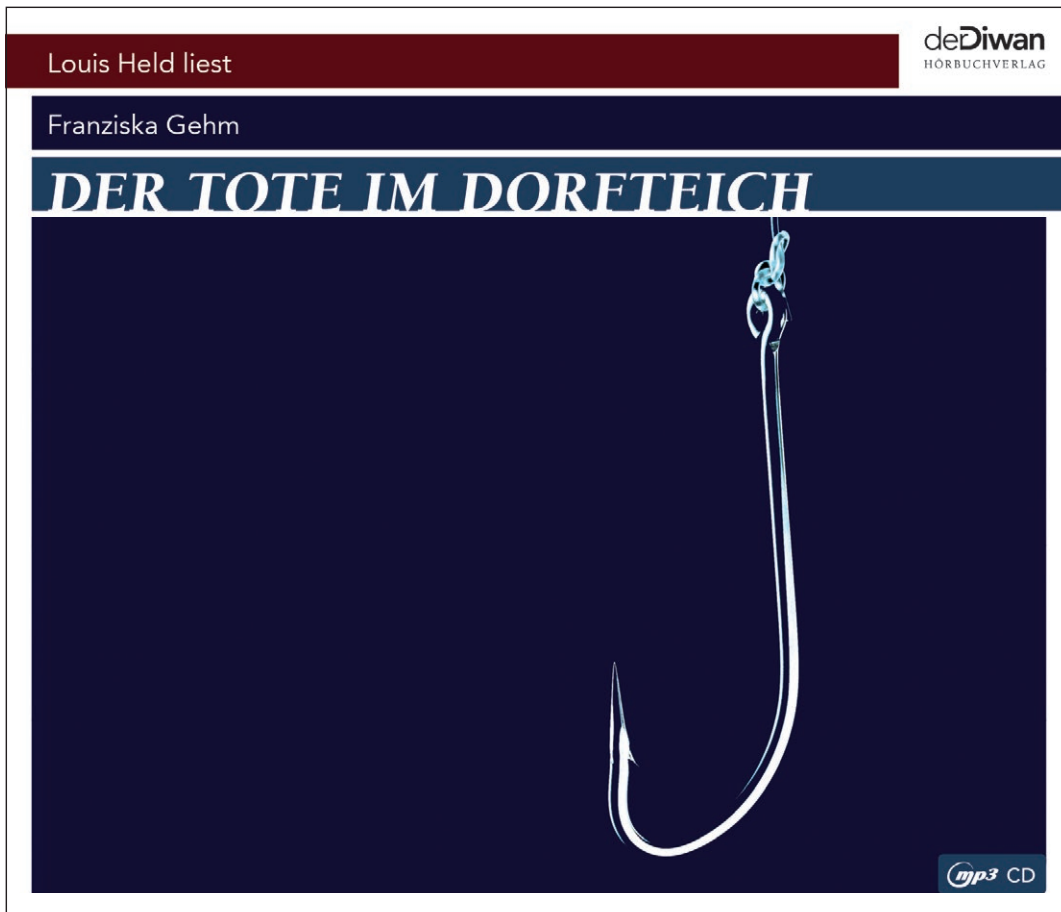 Louis Held liest
deDiwan
HÖRBUCHVERLAG
Franziska Gehm
DER TOTE IM DORFTEICH
mp3 CD